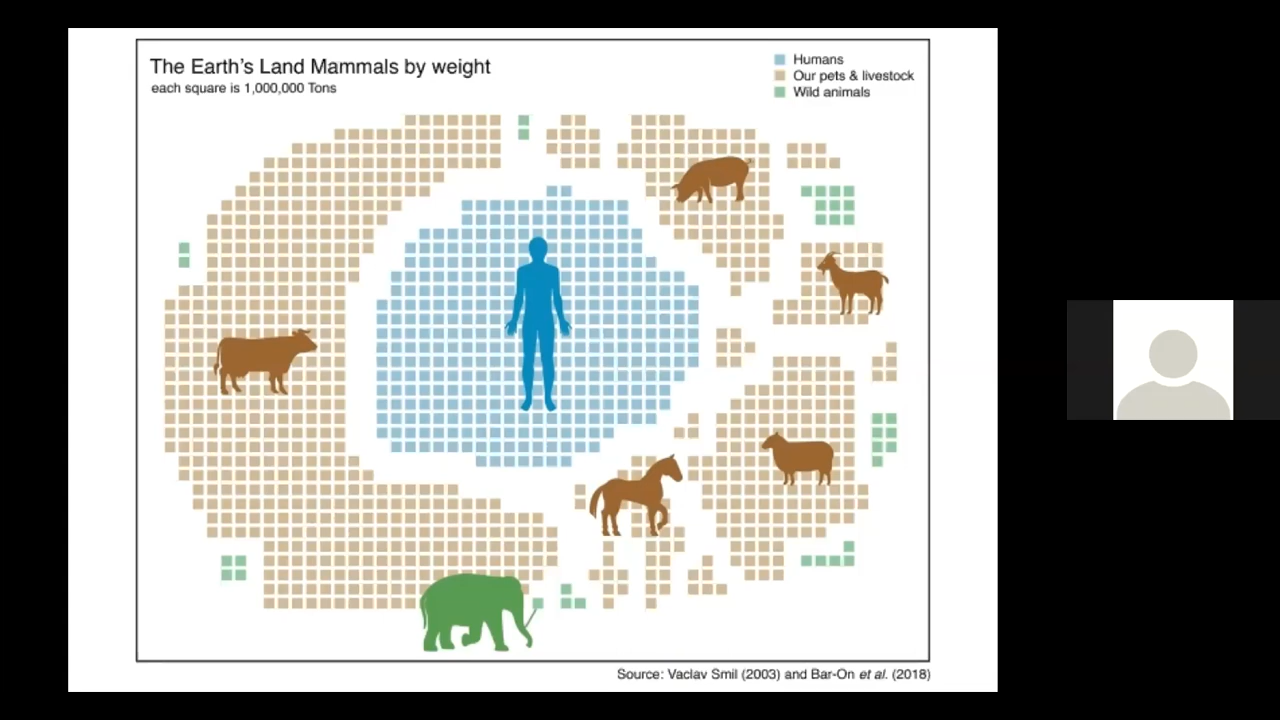 The Earth's Land Mammals by weight
each square is 1,000,000 Tons
Humans
Our pets & livestock
Wild animals
Source: Vaclav Smil (2003) and Bar-On et al. (2018)